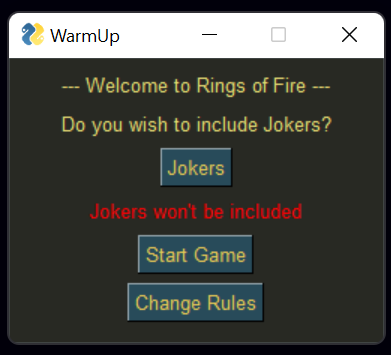 WarmUp
--- Welcome to Rings of Fire ---
Do you wish to include Jokers?
Jokers
Jokers won't be included
Start Game
Change Rules